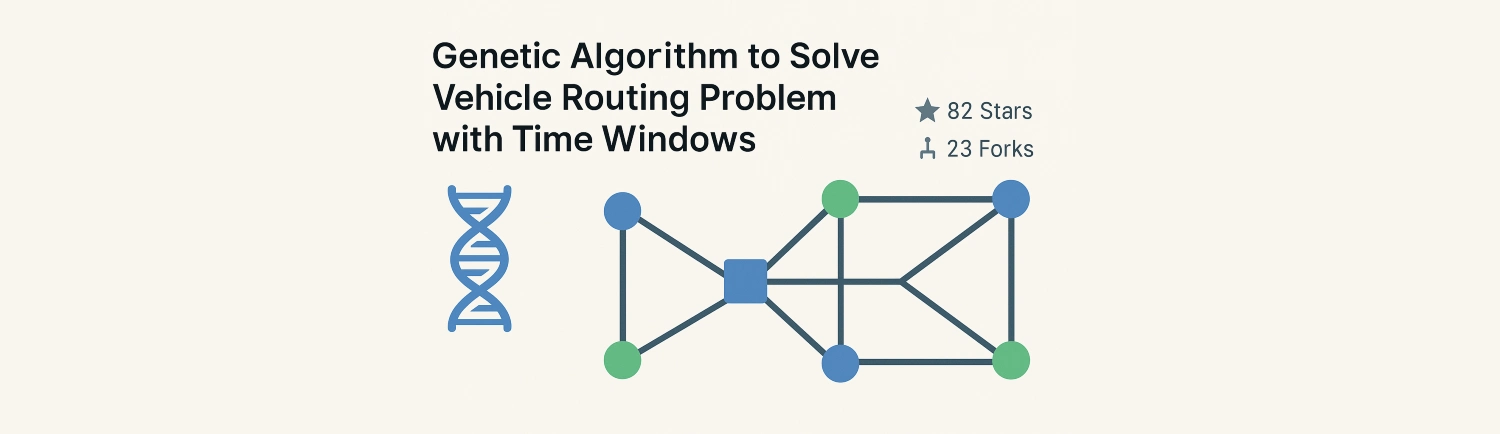 Genetic Algorithm to Solve
Vehicle Routing Problem
with Time Windows
82 Stars
23 Forks